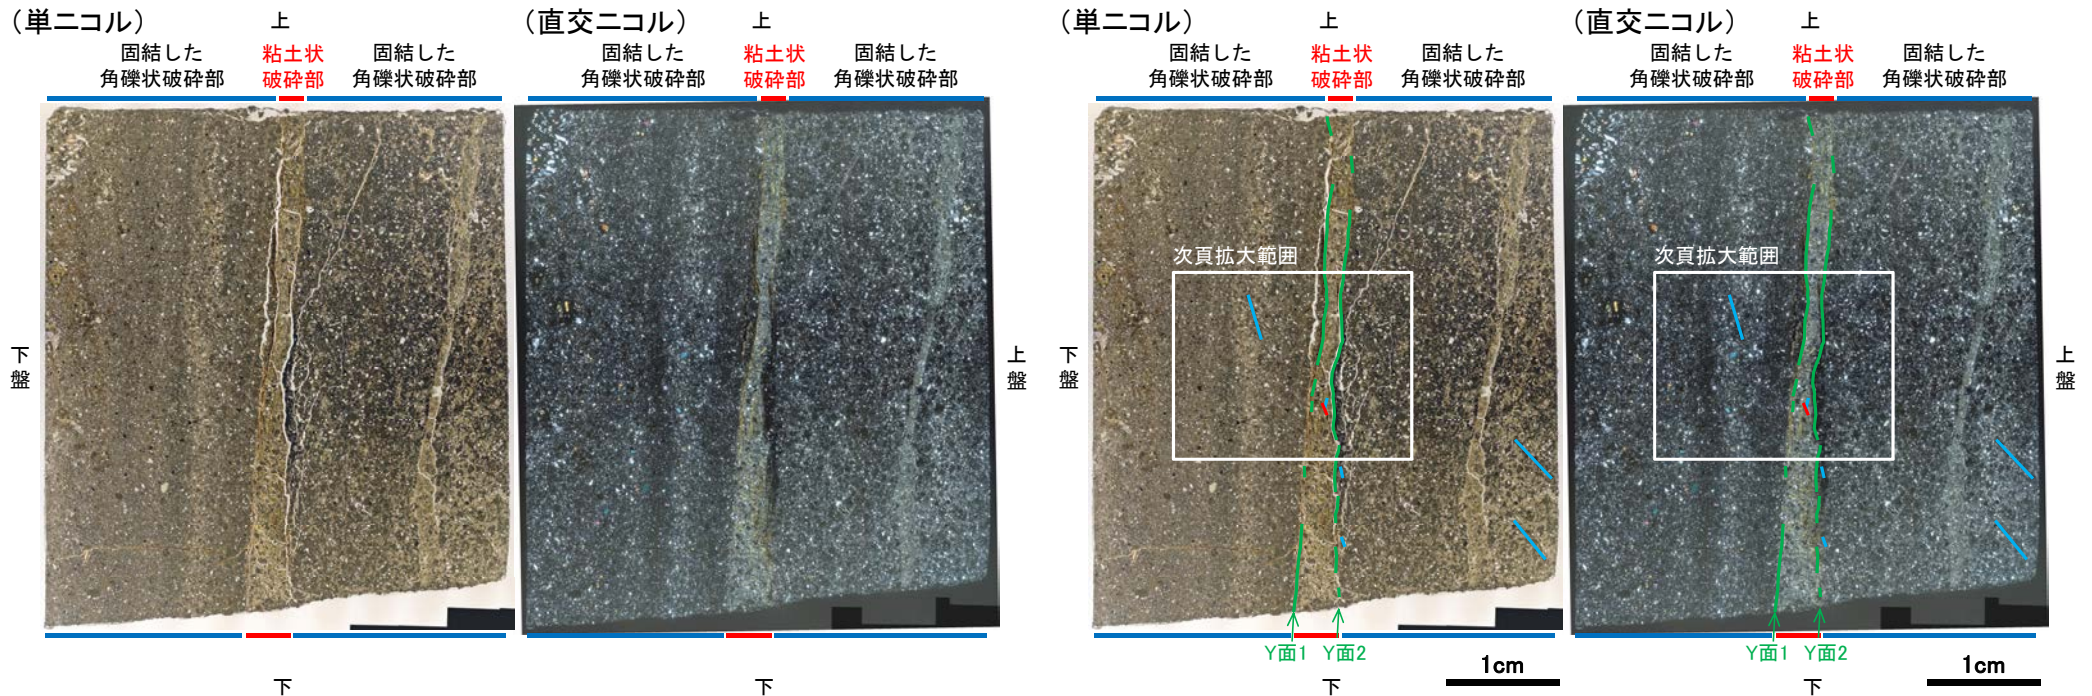 （単ニコル）
上
固結した
角礫状破砕部
粘土状
破砕部
固結した
角礫状破砕部
下
盤
下
（直交ニコル）
上
固結した
角礫状破砕部
粘土状
破砕部
固結した
角礫状破砕部
上
盤
下
（単ニコル）
上
固結した
角礫状破砕部
粘土状
破砕部
固結した
角礫状破砕部
次頁拡大範囲
下
盤
Y面1
Y面2
1cm
下
（直交ニコル）
上
固結した
角礫状破砕部
粘土状
破砕部
固結した
角礫状破砕部
次頁拡大範囲
上
盤
Y面1
Y面2
1cm
下